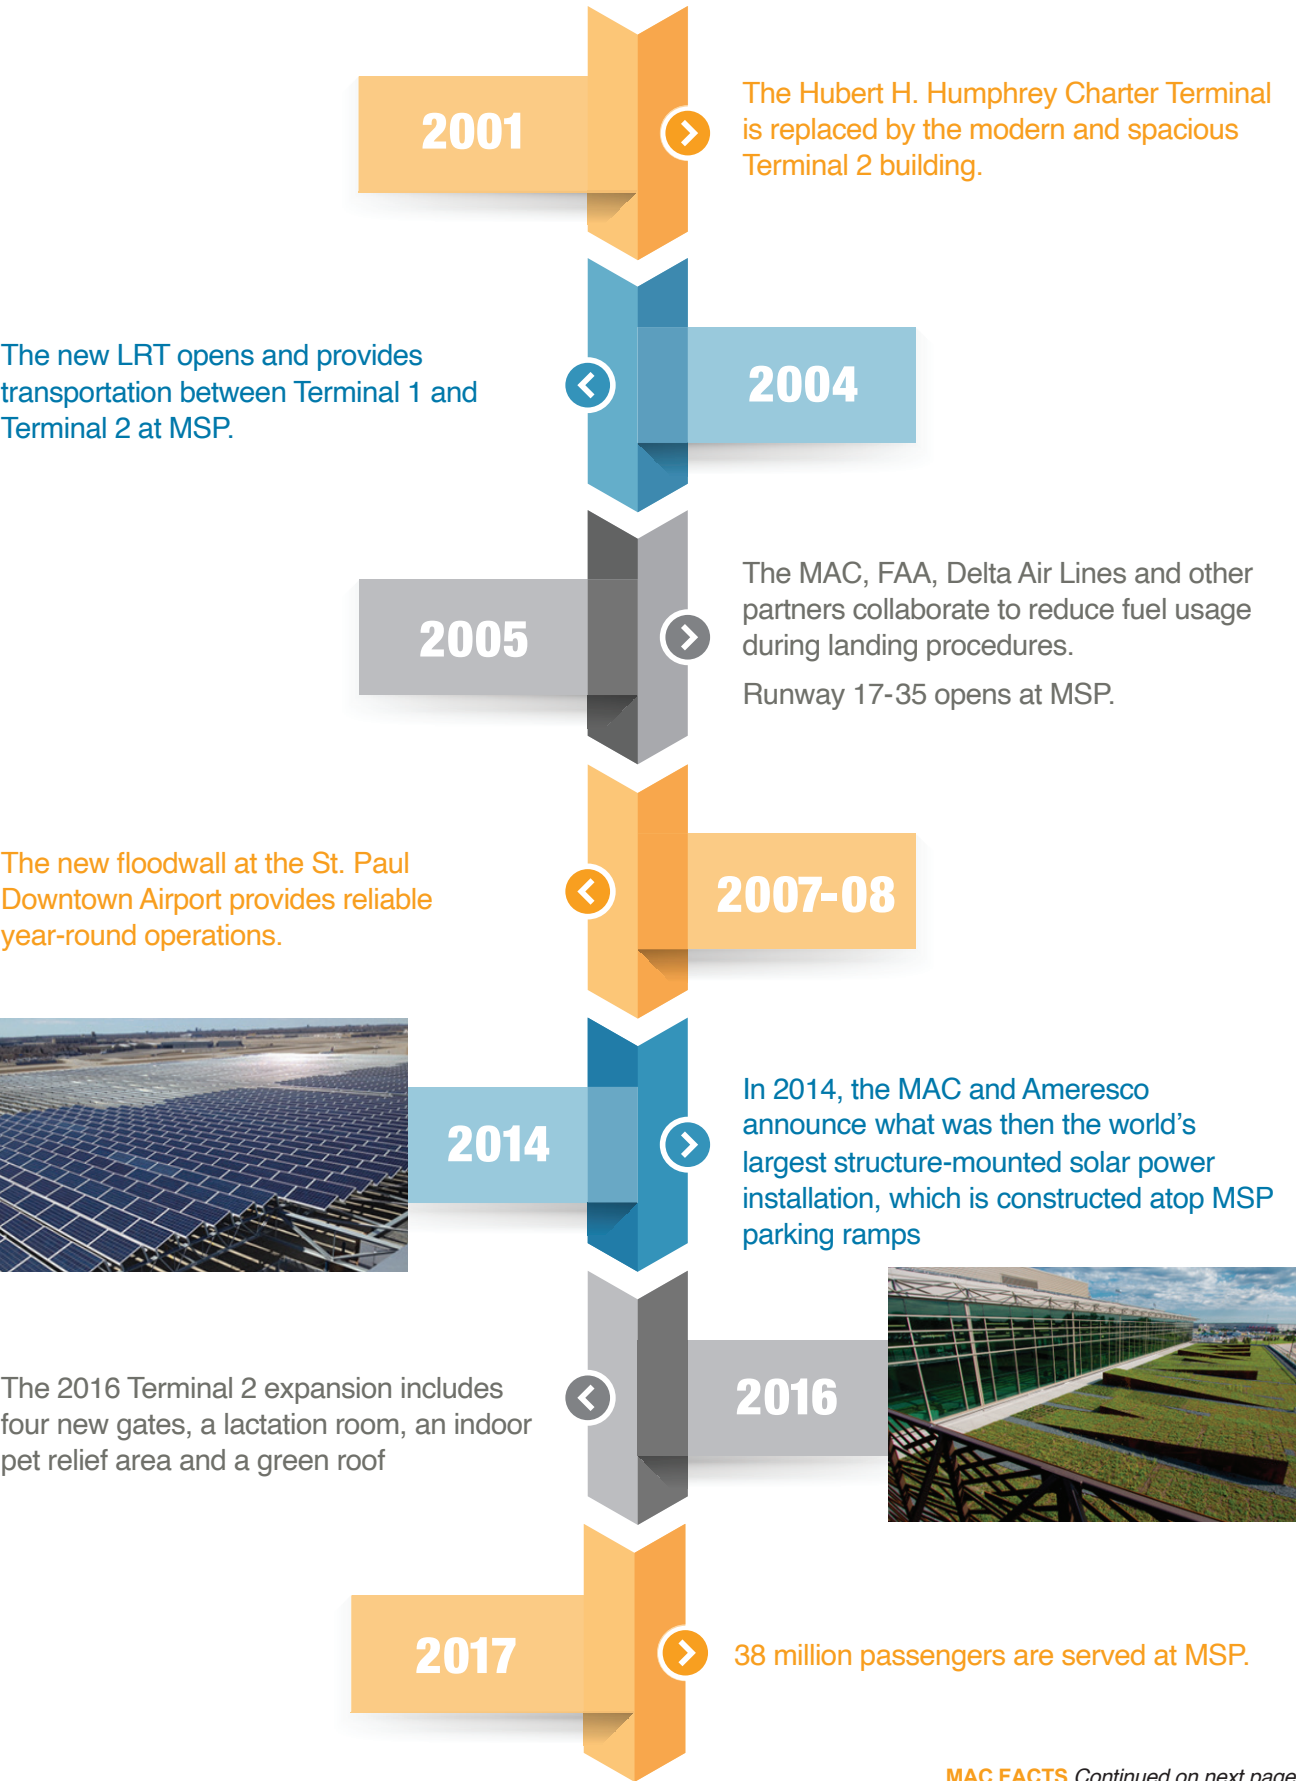 2001
The Hubert H. Humphrey Charter Terminal
is replaced by the modern and spacious
Terminal 2 building.
The new LRT opens and provides
transportation between Terminal 1 and
Terminal 2 at MSP.
2004
2005
The MAC, FAA, Delta Air Lines and other
partners collaborate to reduce fuel usage
during landing procedures.
Runway 17-35 opens at MSP.
The new floodwall at the St. Paul
Downtown Airport provides reliable
year-round operations.
2007-08
2014
In 2014, the MAC and Ameresco
announce what was then the world’s
largest structure-mounted solar power
installation, which is constructed atop MSP
parking ramps
The 2016 Terminal 2 expansion includes
four new gates, a lactation room, an indoor
pet relief area and a green roof
2016
2017
38 million passengers are served at MSP.
MAC FACTS Continued on next page